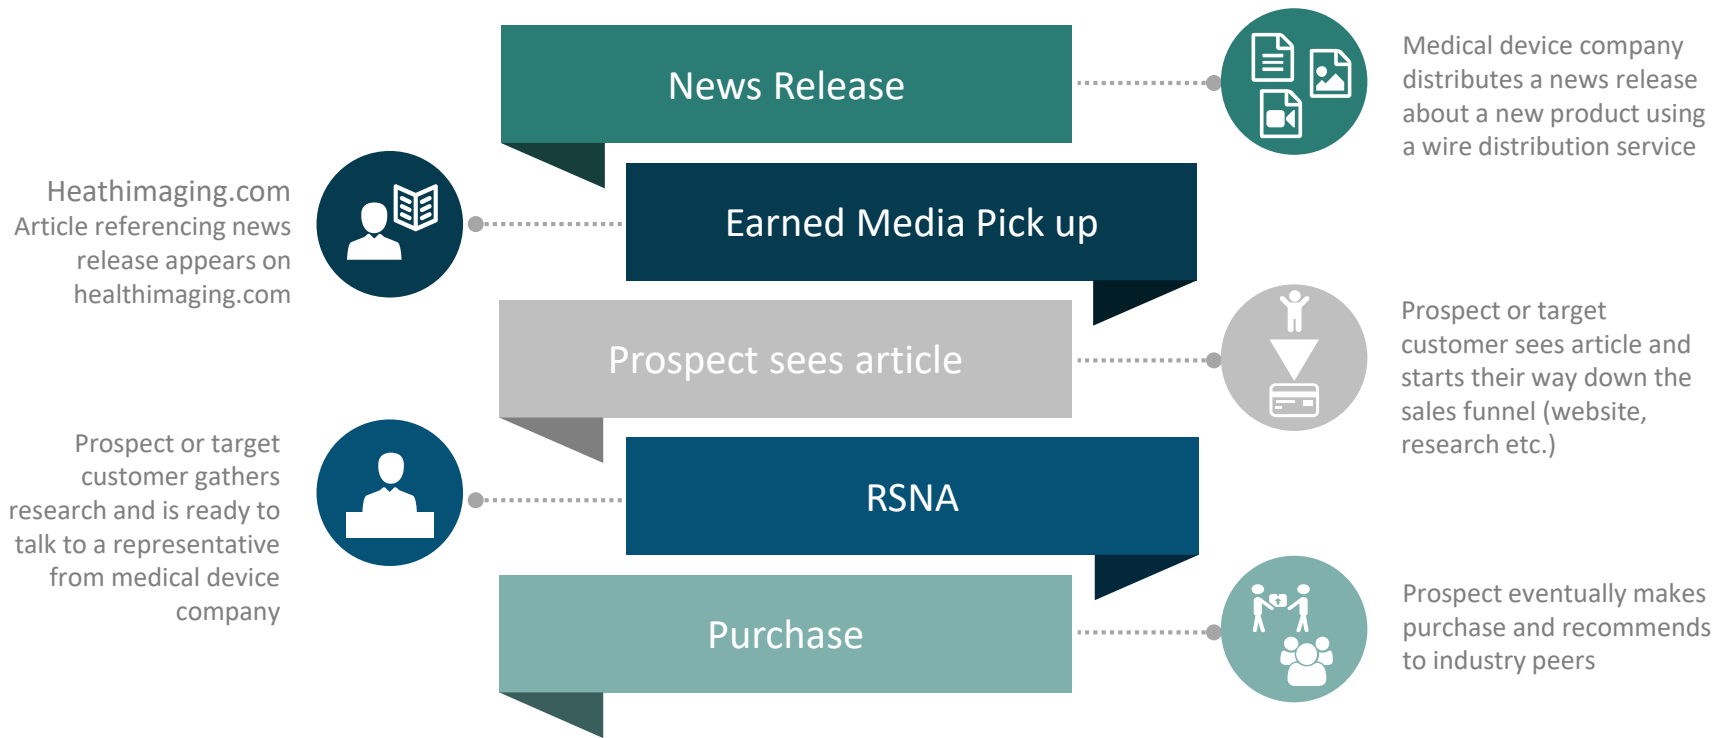 News Release
Medical device company
distributes a news release
about a new product using
a wire distribution service
Heathimaging.com
Article referencing news
release appears on
healthimaging.com
Earned Media Pick up
Prospect sees article
Prospect or target
customer sees article and
starts their way down the
sales funnel (website,
research etc.)
Prospect or target
customer gathers
research and is ready to
talk to a representative
from medical device
company
RSNA
Purchase
Prospect eventually makes
purchase and recommends
to industry peers